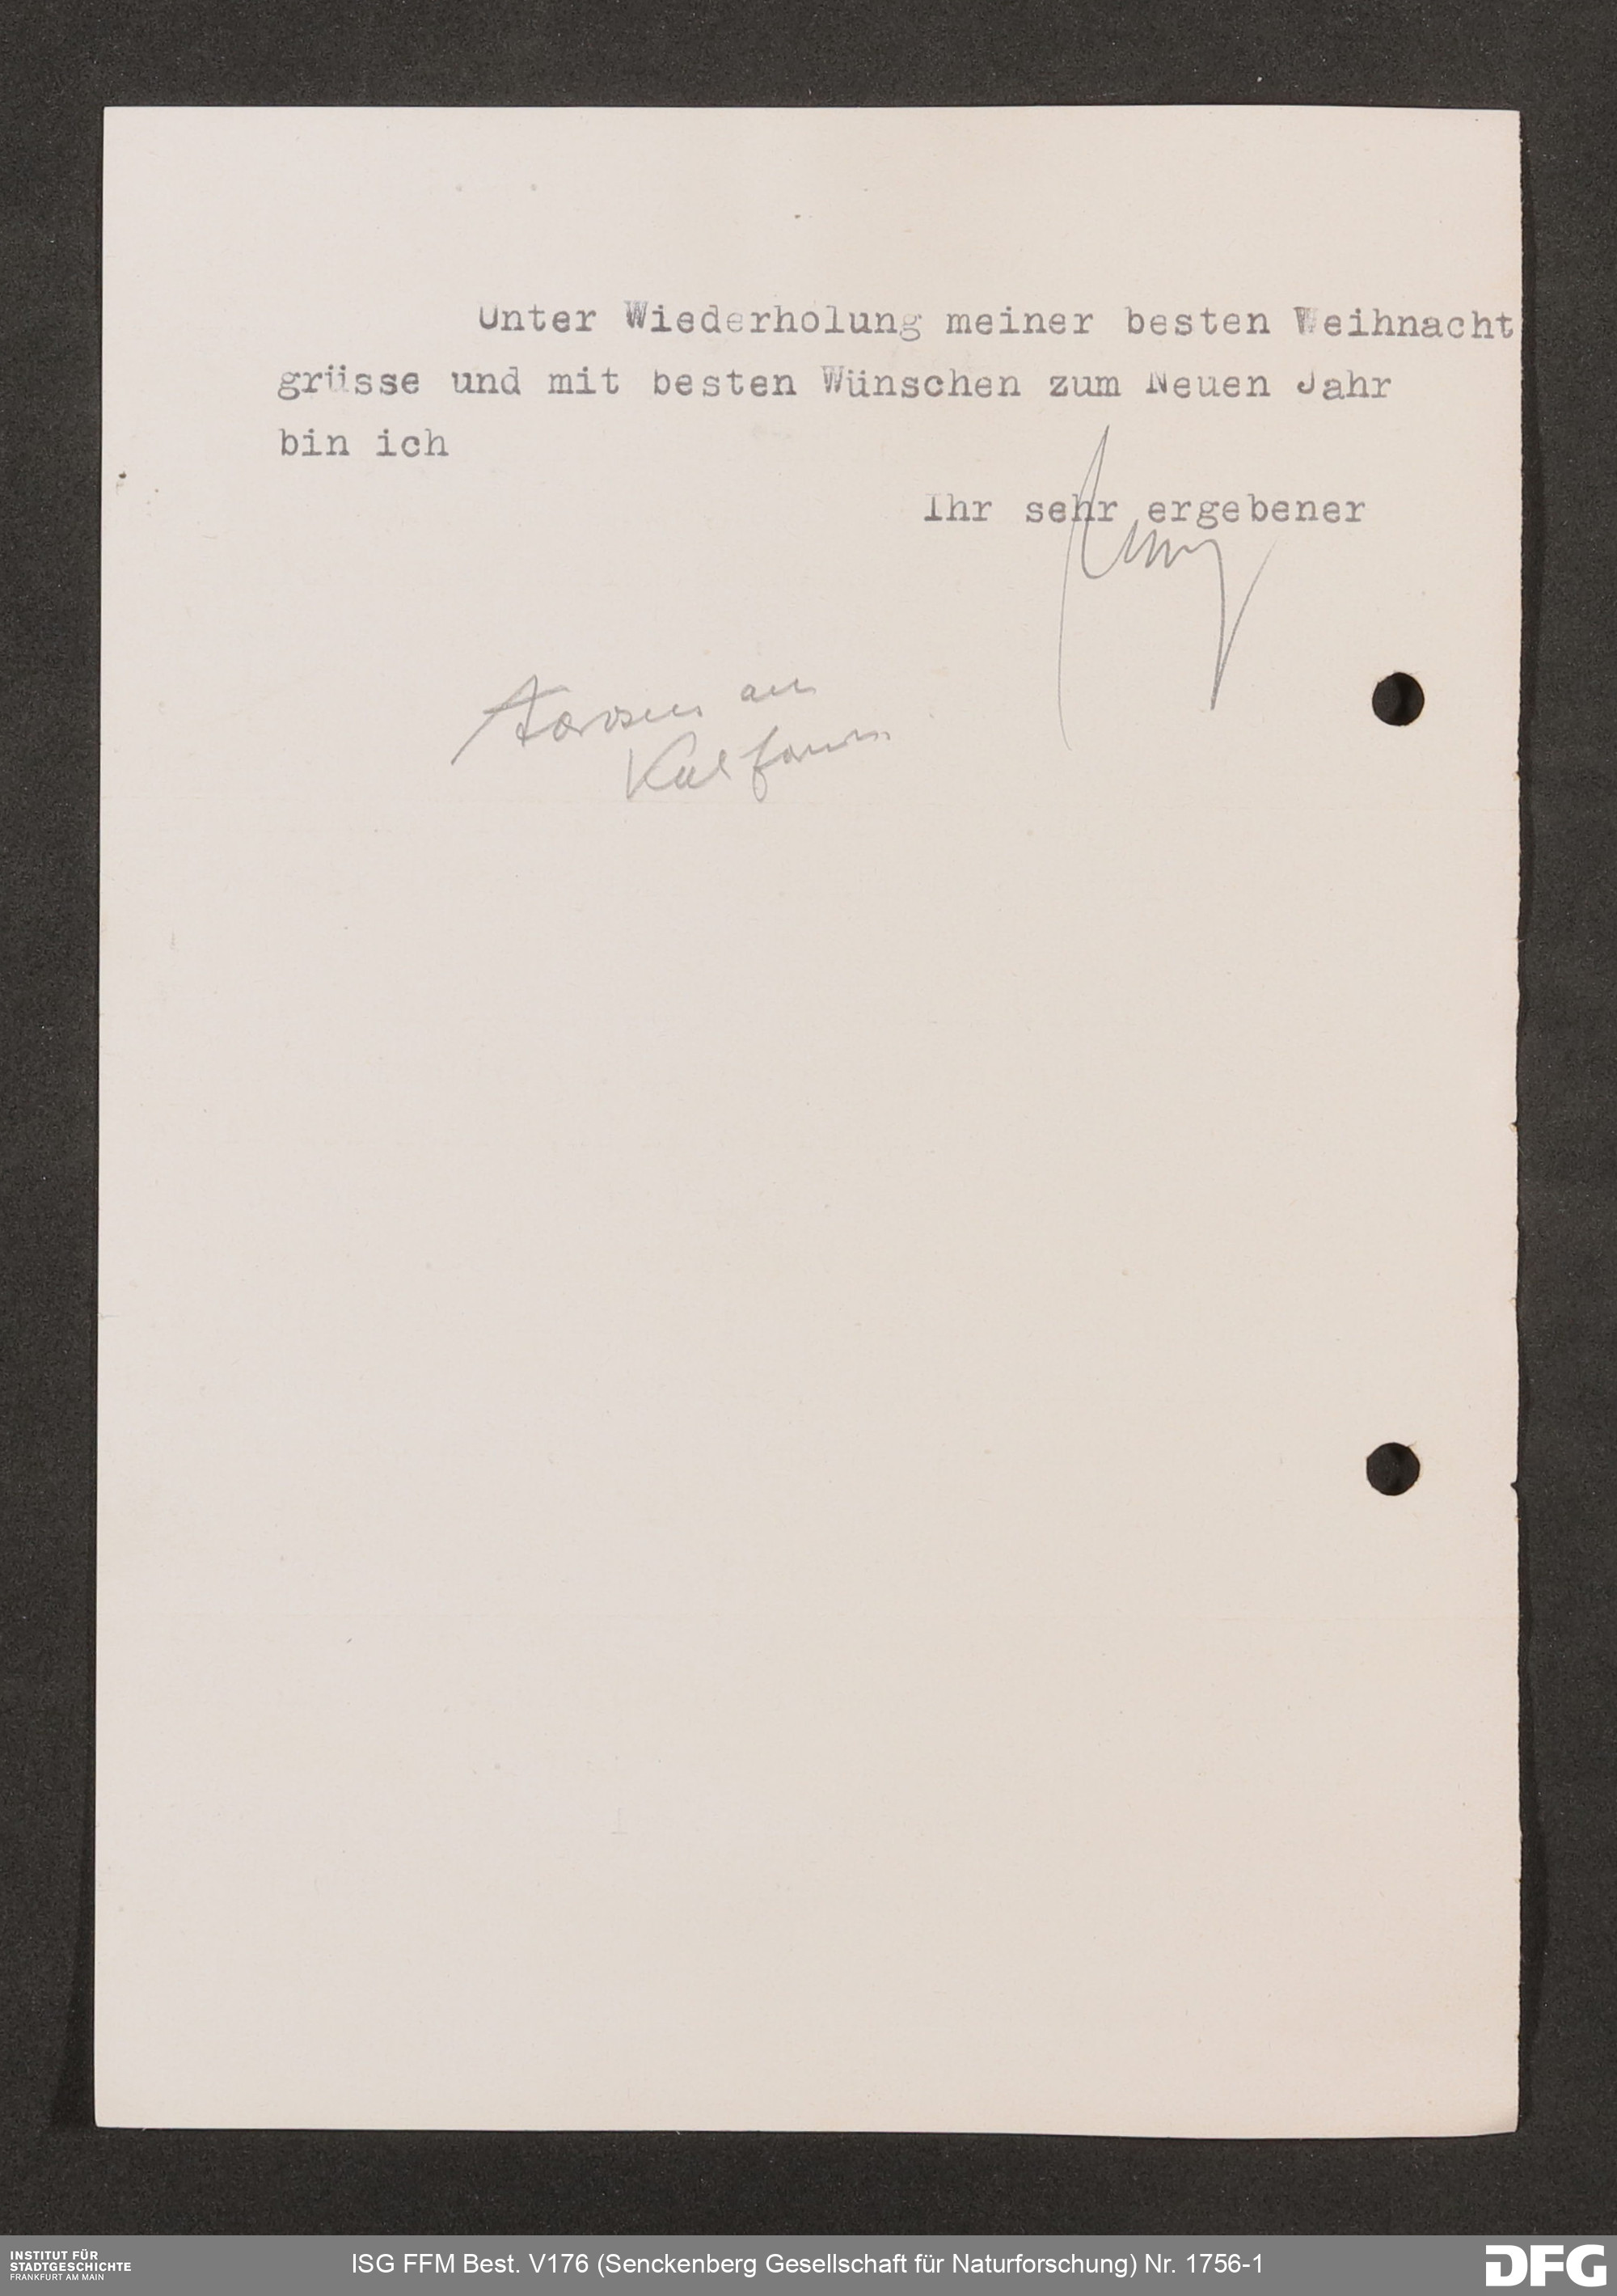 Unter Wiederholung meiner besten Weihnacht
grüsse und mit besten Wünschen zum Neuen Jahr
bin ich
Ihr sehr ergebener
an
INSTITUT FÜR
STADTGESCHICHTE
FRANKFURT AM MAIN
ISG FFM Best. V176 (Senckenberg Gesellschaft für Naturforschung) Nr. 1756-1
DFG